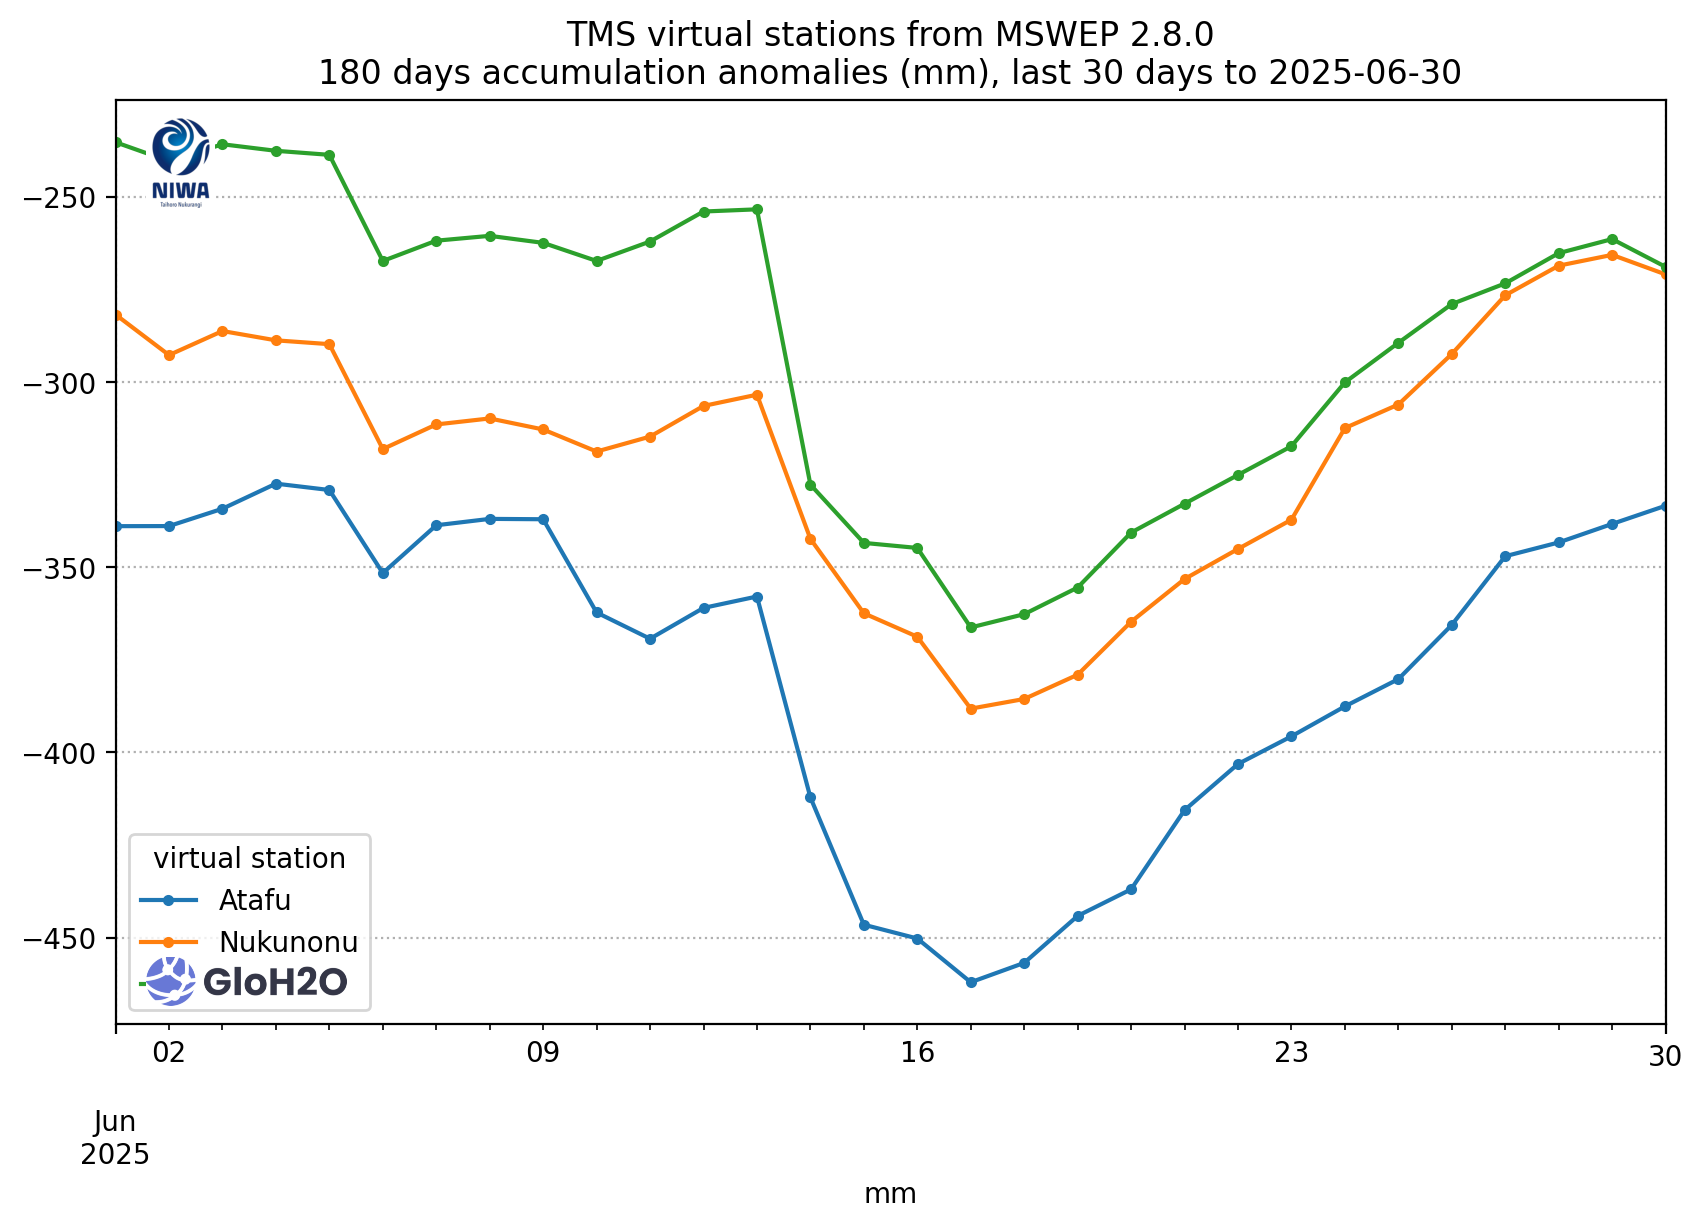 TMS virtual stations from MSWEP 2.8.0
180 days accumulation anomalies (mm), last 30 days to 2025-06-30
NIWA
Taihoro Nukurangi
−250
−300
−350
−400
−450
virtual station
Atafu
Nukunonu
GloH2O
02
09
16
23
30
Jun
2025
mm